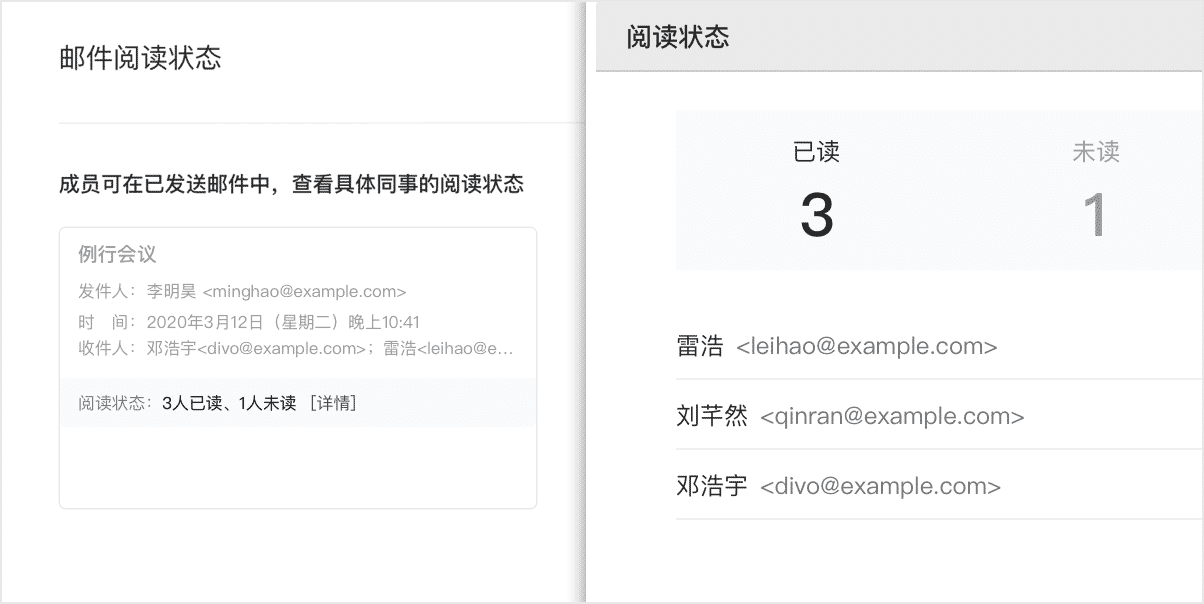 邮件阅读状态
成员可在已发送邮件中，查看具体同事的阅读状态
例行会议
发件人：李明昊 <minghao@example.com>
时　间：2020年3月12日（星期二）晚上10:41
收件人：邓浩宇<divo@example.com>；雷浩<leihao@e...
阅读状态：3人已读、1人未读 [详情]
阅读状态
已读 未读
3 1
雷浩 <leihao@example.com>
刘芊然 <qinran@example.com>
邓浩宇 <divo@example.com>